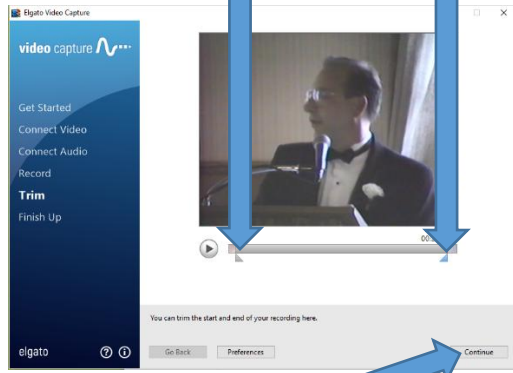 Elgato Video Capture
video capture
Get Started
Connect Video
Connect Audio
Record
Trim
Finish Up
You can trim the start and end of your recording here.
elgato
Go Back
Preferences
Continue